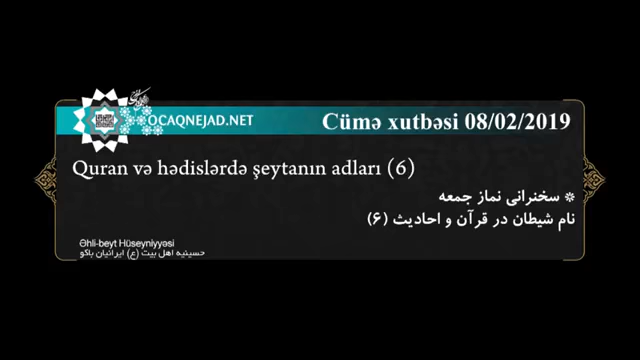 OCAQNEJAD.NET
Cümə xutbəsi 08/02/2019
Quran və hədislərdə şeytanın adları (6)
سخنرانی نماز جمعه
نام شیطان در قرآن و احادیث (۶)
Əhli-beyt Hüseyniyyəsi
حسینیه اهل بیت (ع) ایرانیان باکو